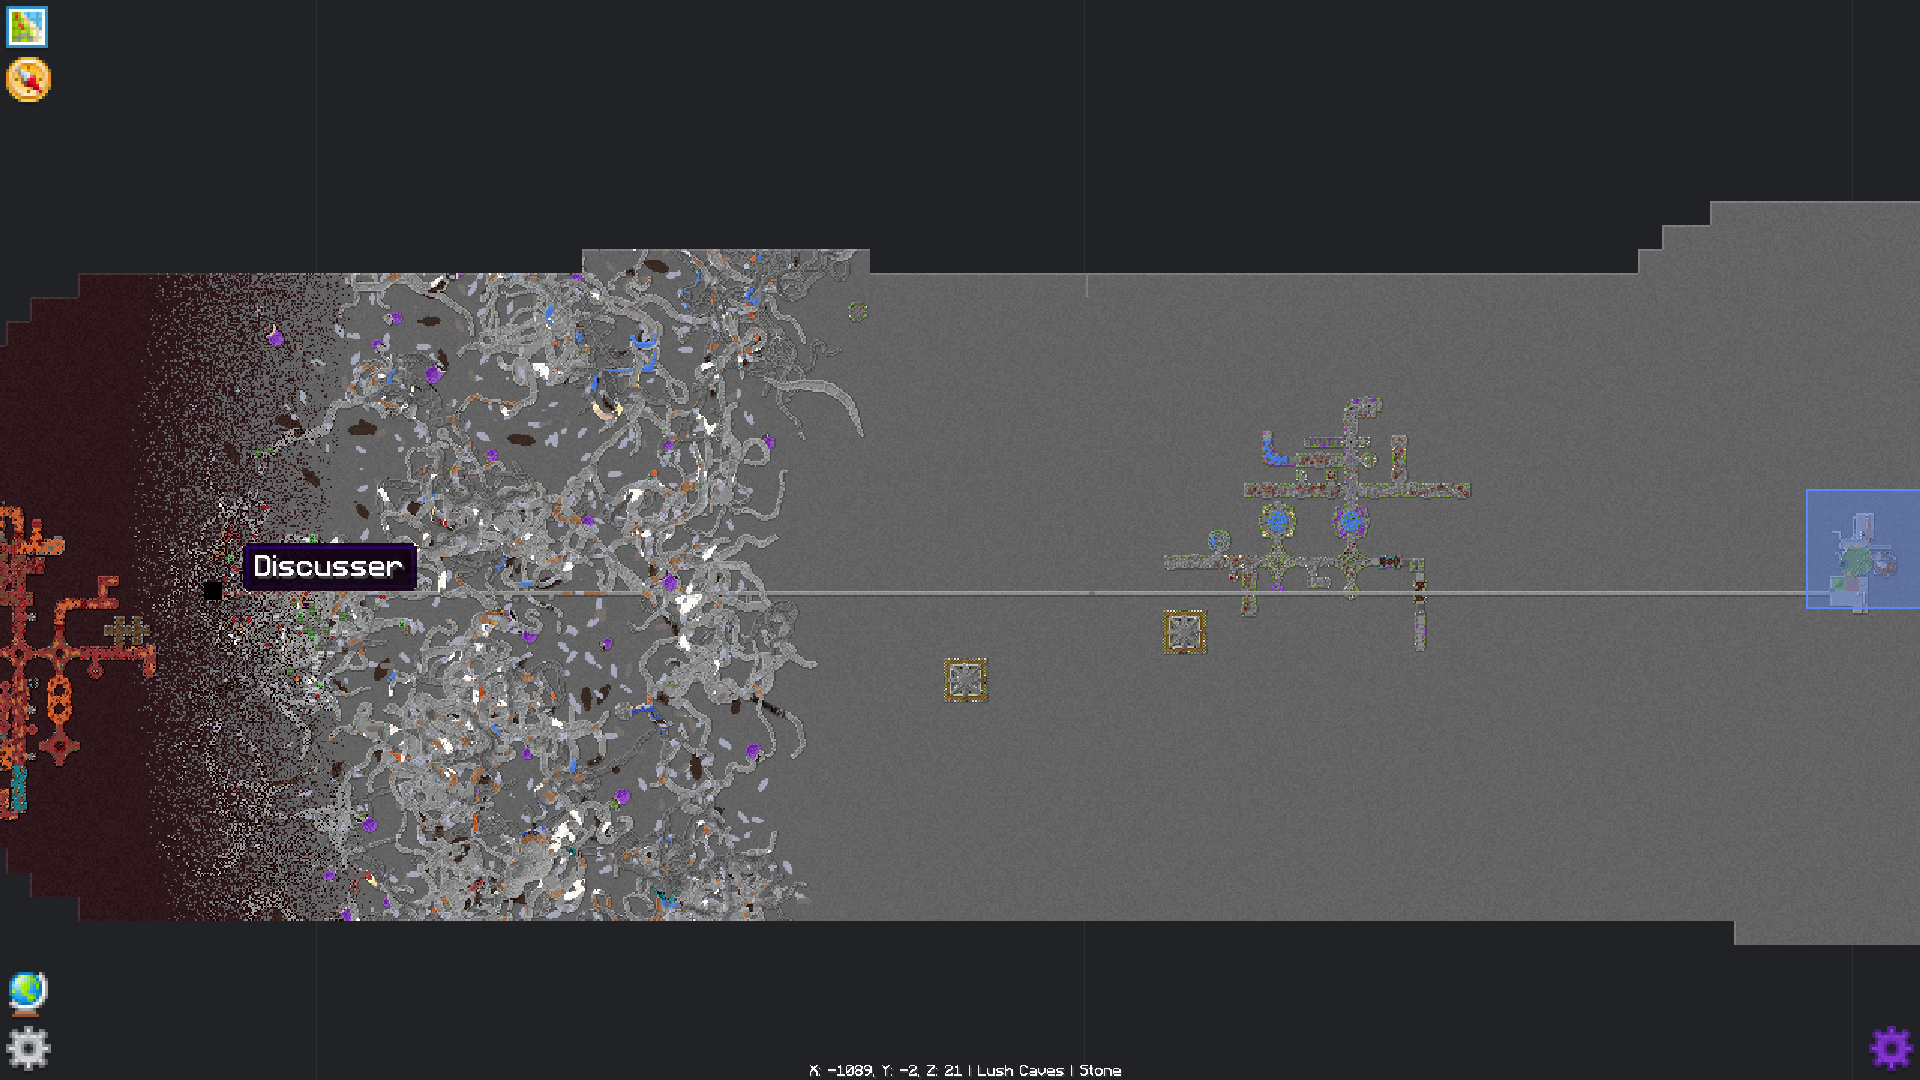 Discusser
X: -1089, Y: -2, Z: 21 | Lush Caves | Stone